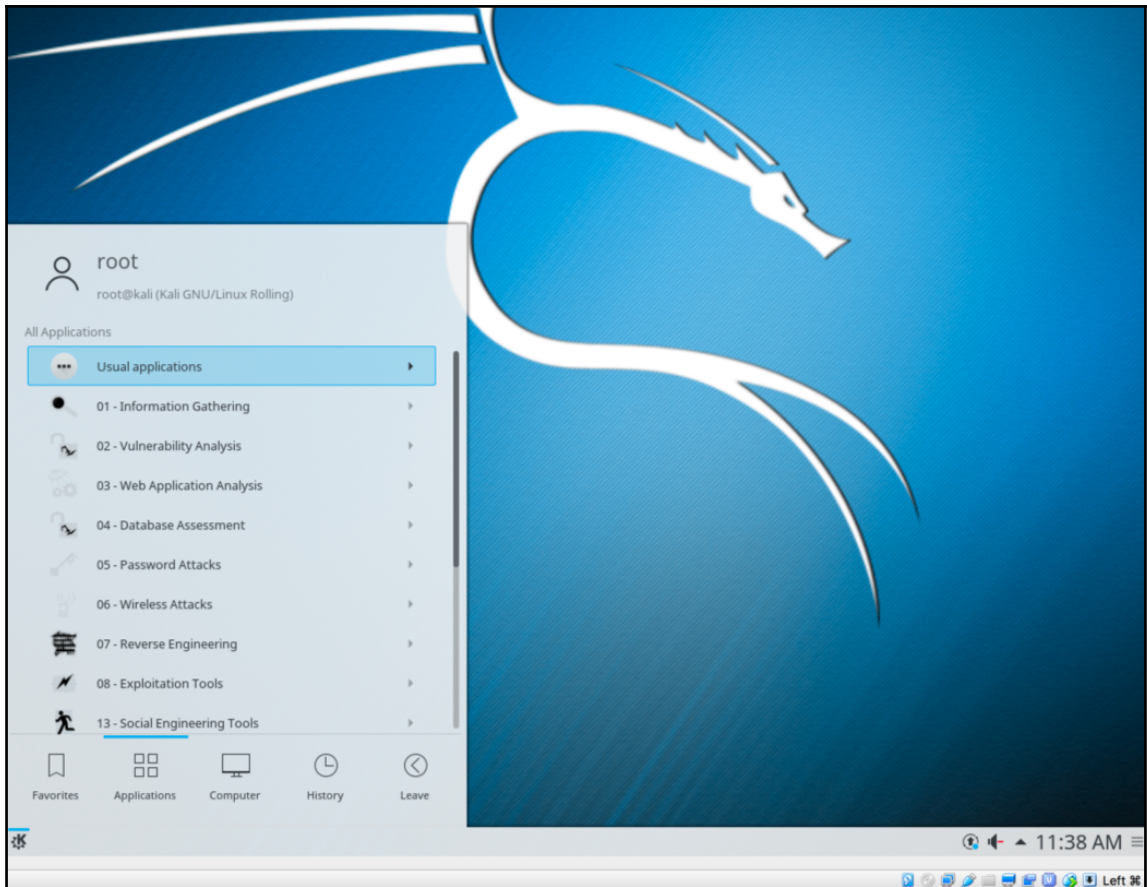 root
root@kali (Kali GNU/Linux Rolling)
All Applications
Usual applications
01 - Information Gathering
02 - Vulnerability Analysis
03 - Web Application Analysis
04 - Database Assessment
05 - Password Attacks
06 - Wireless Attacks
07 - Reverse Engineering
08 - Exploitation Tools
13 - Social Engineering Tools
Favorites Applications Computer History Leave
11:38 AM
Left ⌘